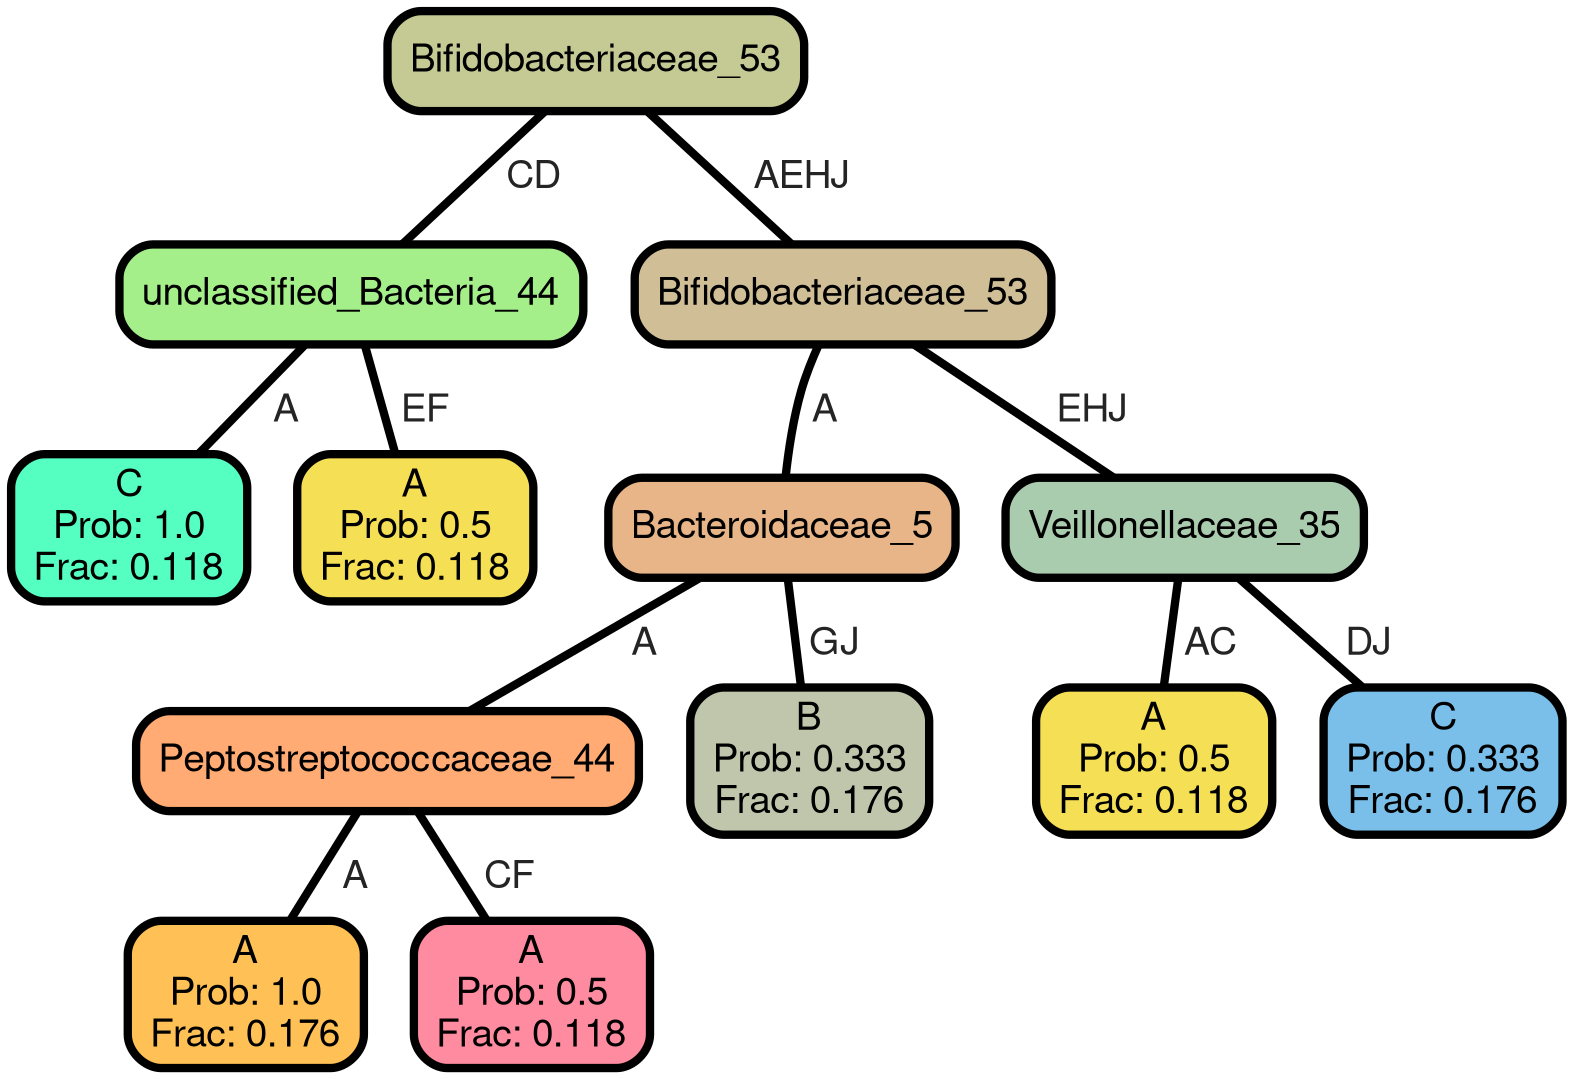 Bifidobacteriaceae_53
CD
AEHJ
unclassified_Bacteria_44
Bifidobacteriaceae_53
A
EF
A
EHJ
C
Prob: 1.0
Frac: 0.118
A
Prob: 0.5
Frac: 0.118
Bacteroidaceae_5
Veillonellaceae_35
A
GJ
AC
DJ
Peptostreptococcaceae_44
B
Prob: 0.333
Frac: 0.176
A
Prob: 0.5
Frac: 0.118
C
Prob: 0.333
Frac: 0.176
A
CF
A
Prob: 1.0
Frac: 0.176
A
Prob: 0.5
Frac: 0.118